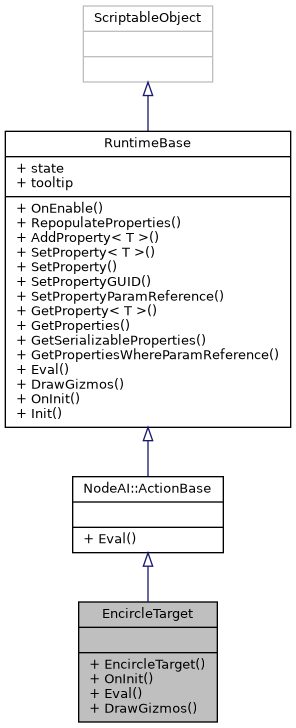 ScriptableObject
RuntimeBase
+ state
+ tooltip
+ OnEnable()
+ RepopulateProperties()
+ AddProperty< T >()
+ SetProperty< T >()
+ SetProperty()
+ SetPropertyGUID()
+ SetPropertyParamReference()
+ GetProperty< T >()
+ GetProperties()
+ GetSerializableProperties()
+ GetPropertiesWhereParamReference()
+ Eval()
+ DrawGizmos()
+ OnInit()
+ Init()
NodeAI::ActionBase
+ Eval()
EncircleTarget
+ EncircleTarget()
+ OnInit()
+ Eval()
+ DrawGizmos()